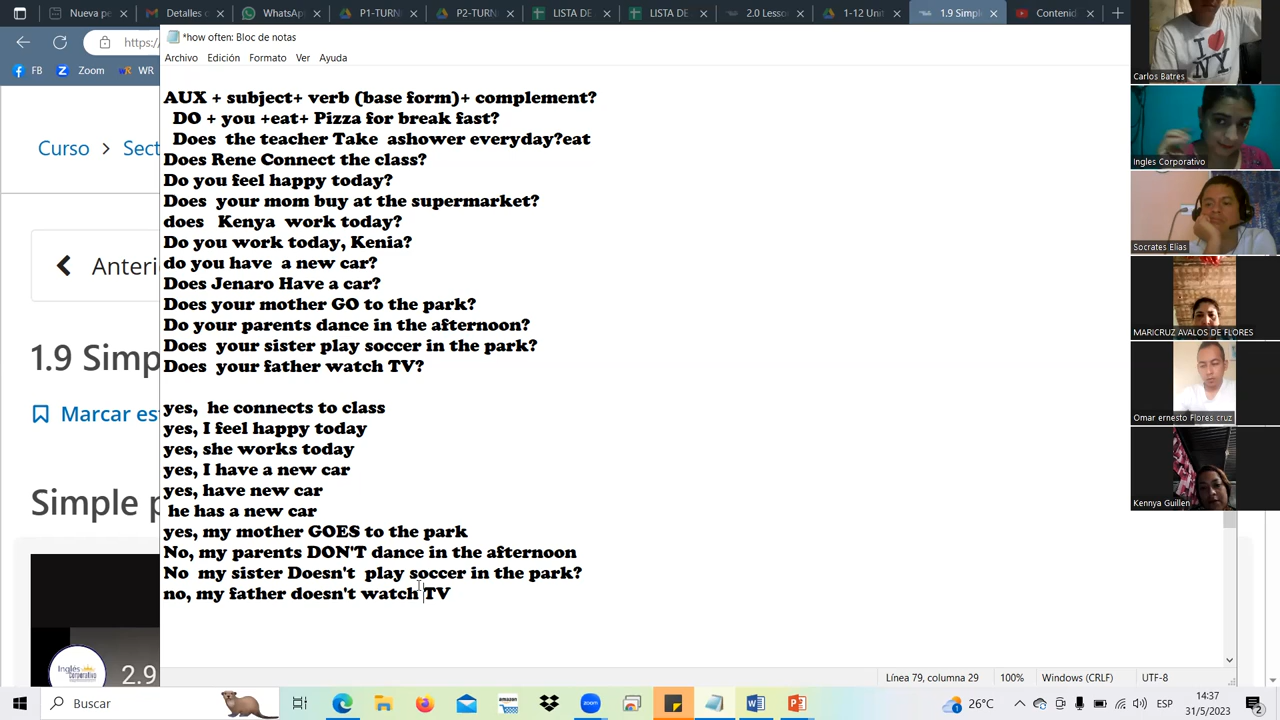 P1-TURN
P2-TURN
LISTA DE
LISTA DE
2.0 Lesso
1-12 Unit
1.9 Simple
Contenid
*how often: Bloc de notas
https:/
Archivo Edición Formato Ver Ayuda
FB Zoom WR
Curso > Sect
Anteri
1.9 Simp
Marcar es
Simple p
Inglés Corporativo
2.9
AUX + subject+ verb (base form)+ complement?
DO + you +eat+ Pizza for break fast?
Does the teacher Take ashower everyday?eat
Does Rene Connect the class?
Do you feel happy today?
Does your mom buy at the supermarket?
does Kenya work today?
Do you work today, Kenia?
do you have a new car?
Does Jenaro Have a car?
Does your mother GO to the park?
Do your parents dance in the afternoon?
Does your sister play soccer in the park?
Does your father watch TV?
yes, he connects to class
yes, I feel happy today
yes, she works today
yes, I have a new car
yes, have new car
he has a new car
yes, my mother GOES to the park
No, my parents DON'T dance in the afternoon
No my sister Doesn't play soccer in the park?
no, my father doesn't watch TV
Línea 79, columna 29 100% Windows (CRLF) UTF-8
I NY
Carlos Batres
Ingles Corporativo
Socrates Elias
MARICRUZ AVALOS DE FLORES
Omar ernesto Flores cruz
Kennya Guillen
Buscar
amazon
zoom
26°C
ESP
14:37
31/5/2023
2